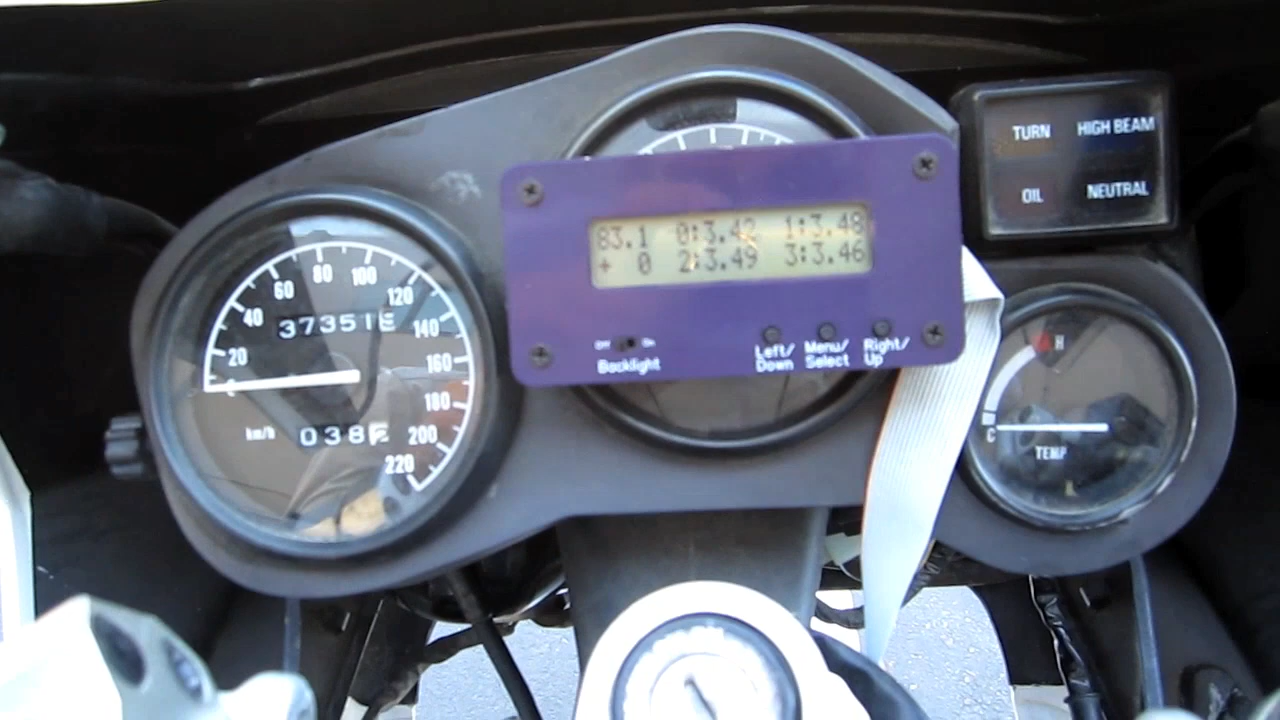 TURN HIGH BEAM
OIL NEUTRAL
83.1 0:3.42 1:3.48
+ 0 2:3.49 3:3.46
Off On
Backlight
Left/
Down
Menu/
Select
Right/
Up
20
40
60
80
100
120
140
160
180
200
220
37351
km/h
038
H
C
TEMP